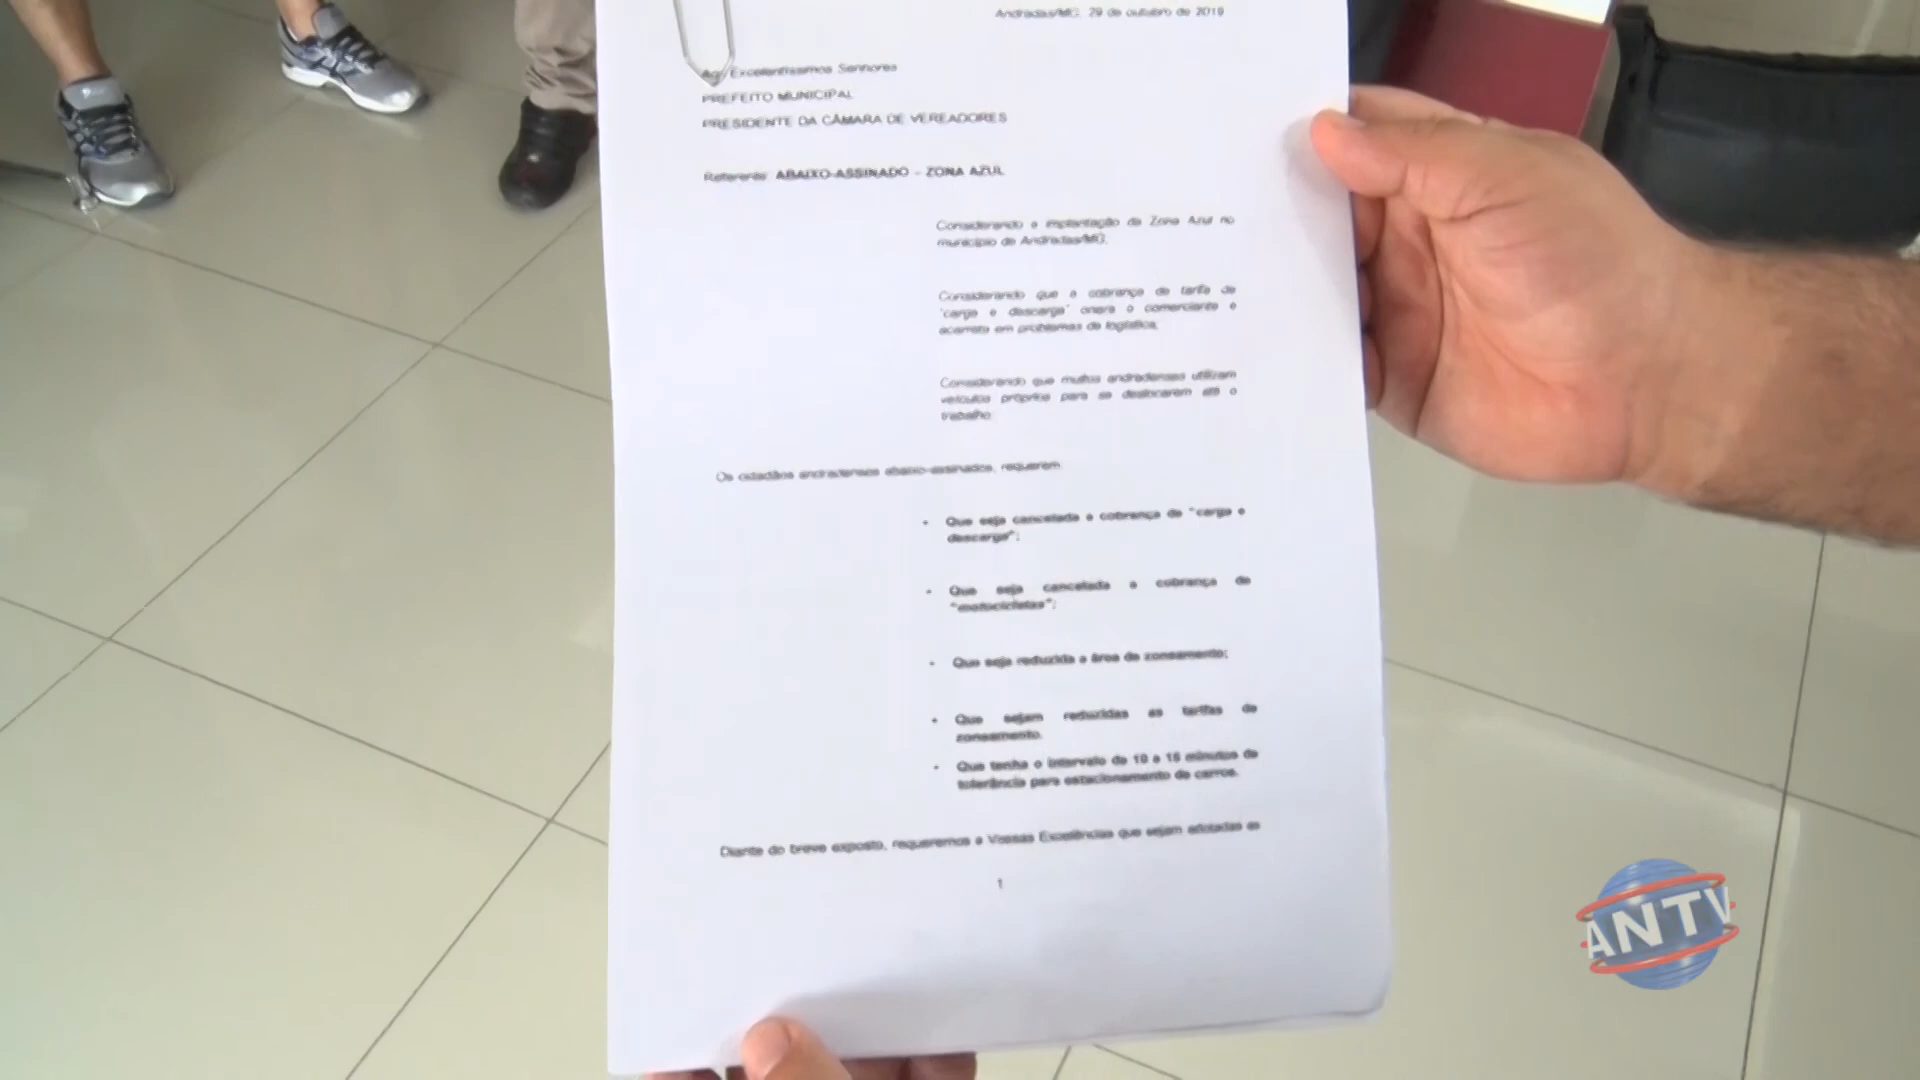 Andradas/MG, 29 de outubro de 2019
Ao, Excelentíssimos Senhores
PREFEITO MUNICIPAL
PRESIDENTE DA CÂMARA DE VEREADORES
Referente: ABAIXO-ASSINADO – ZONA AZUL
Considerando a implantação da Zona Azul no
município de Andradas/MG;
Considerando que a cobrança de tarifa de
“carga e descarga” onera o comerciante e
acarreta em problemas de logística;
Considerando que muitos andradenses utilizam
veículos próprios para se deslocarem até o
trabalho
Os cidadãos andradenses abaixo-assinados, requerem
• Que seja cancelada a cobrança de “carga e
descarga”;
• Que seja cancelada a cobrança de
“motocicletas”;
• Que seja reduzida a área de zoneamento;
• Que sejam reduzidas as tarifas de
zoneamento.
• Que tenha o intervalo de 10 a 15 minutos de
tolerância para estacionamento de carros.
Diante do breve exposto, requeremos a Vossas Excelências que sejam adotadas as
1
ANTV